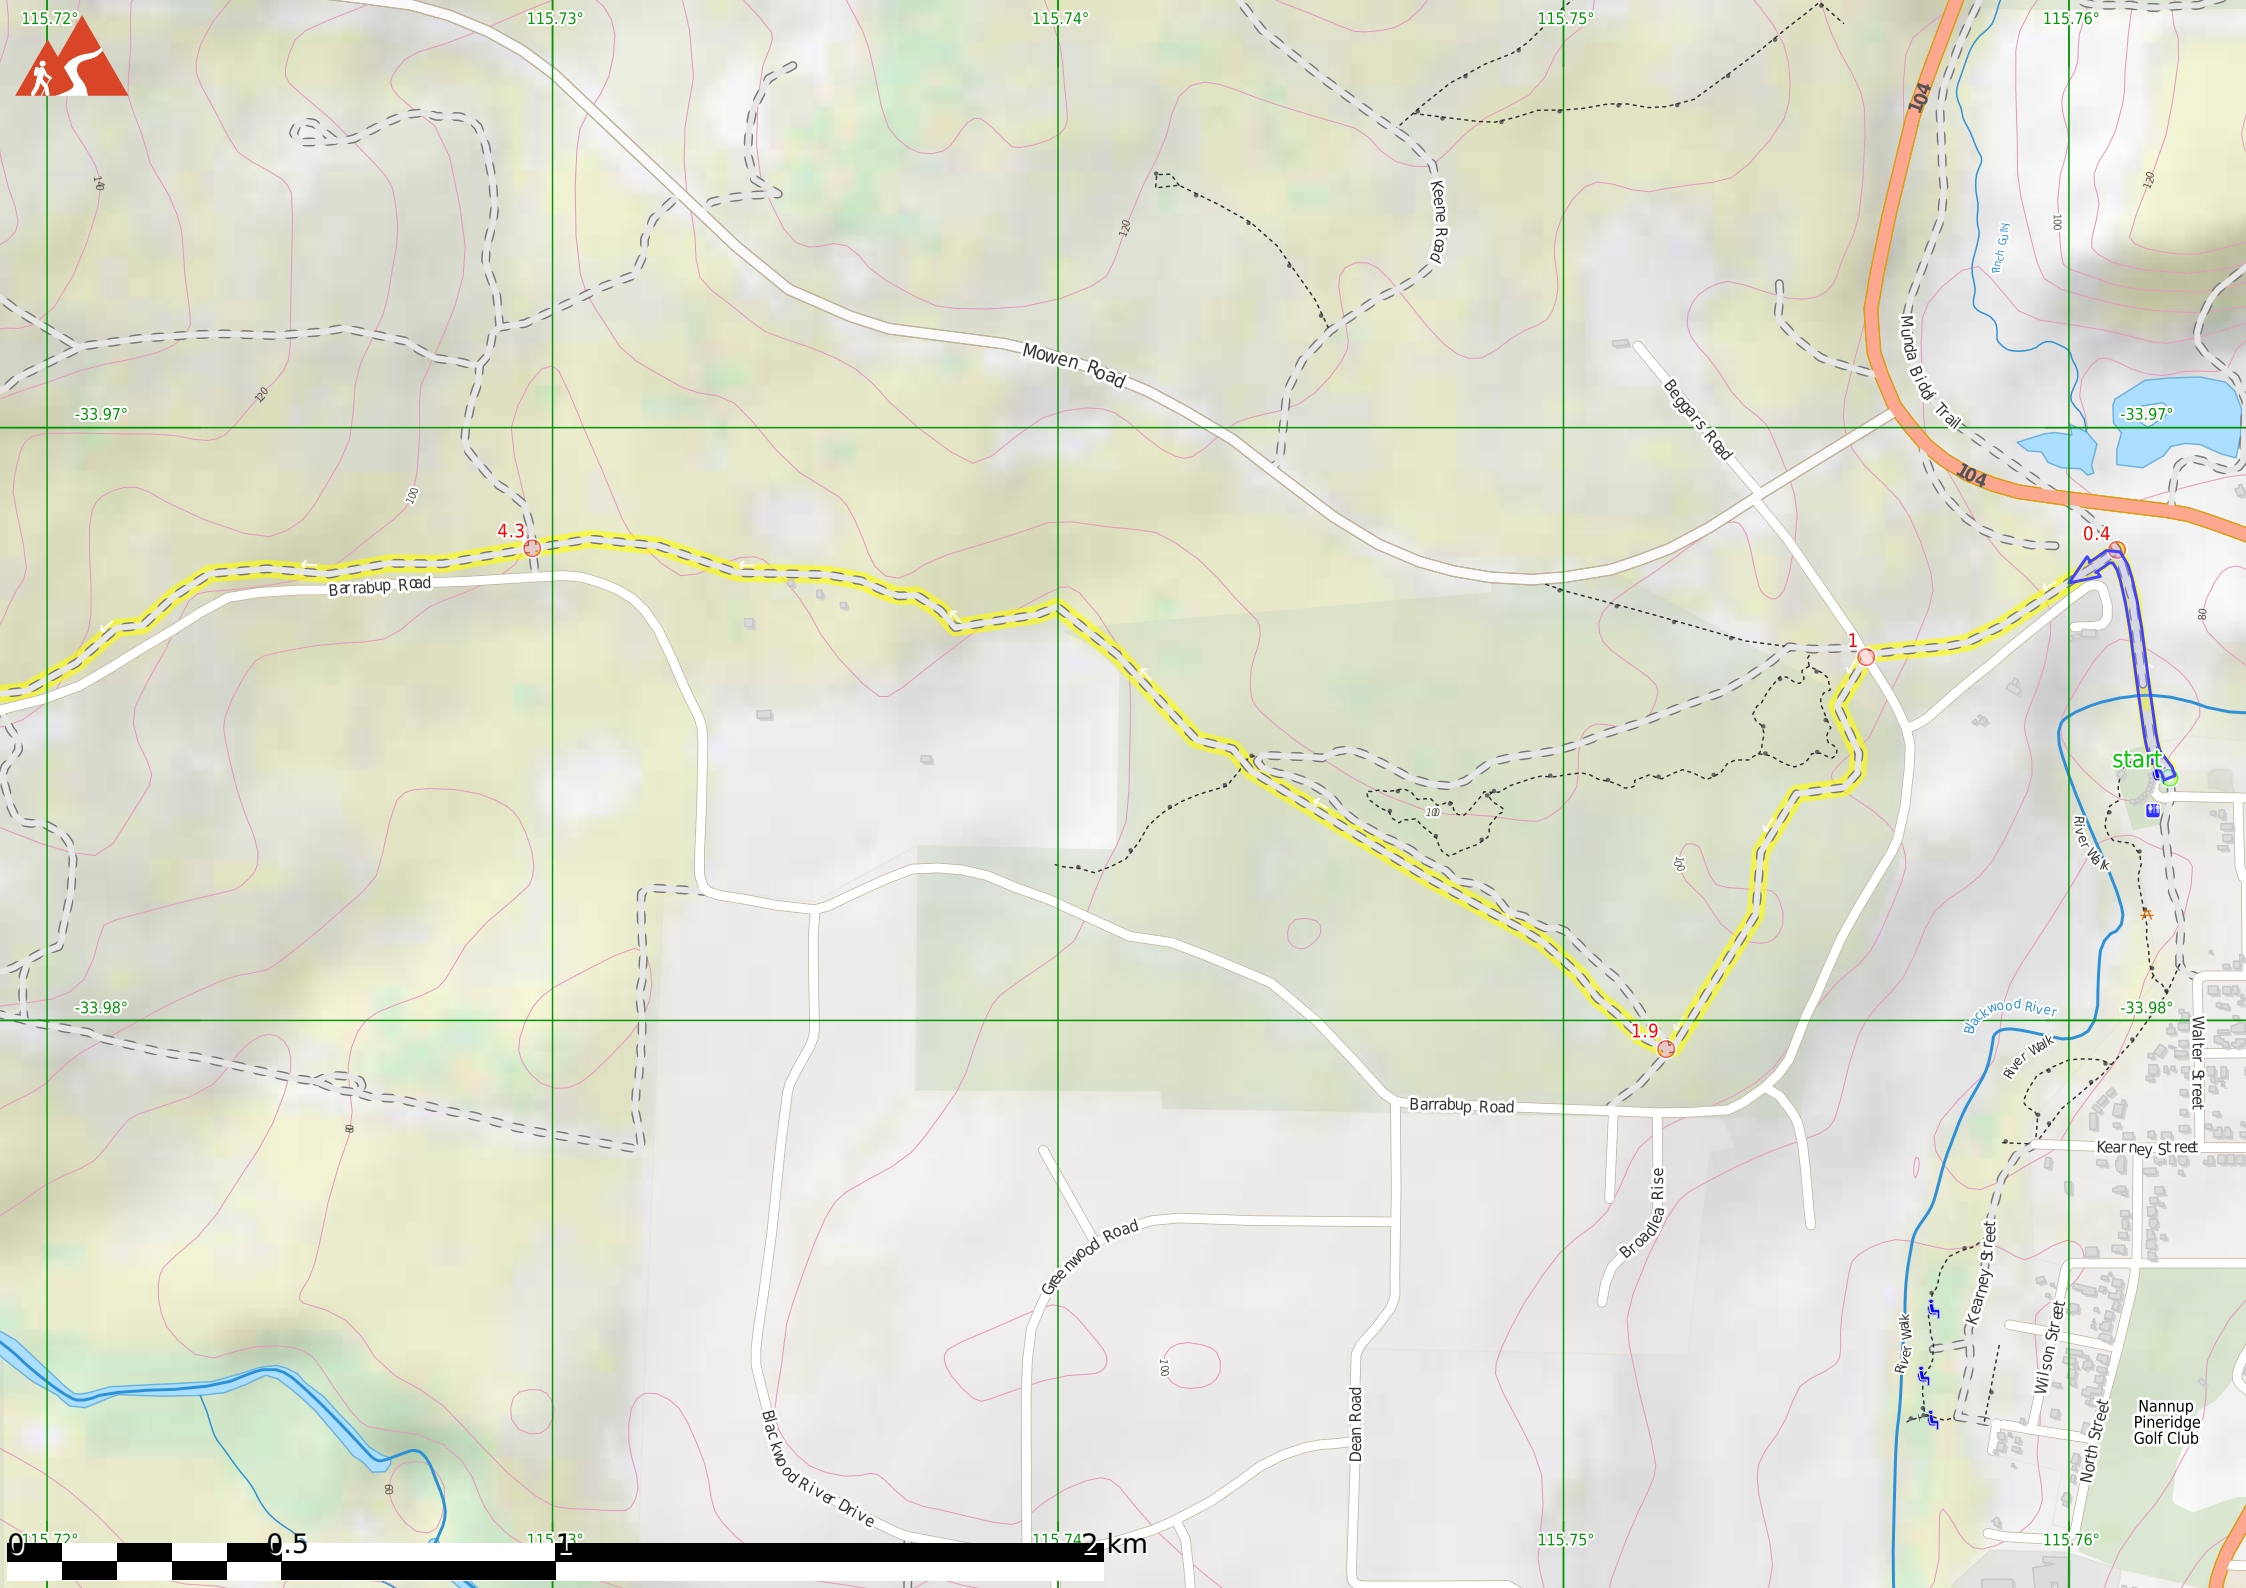 115.72°
115.73°
115.74°
115.75°
115.76°
104
140
120
120
100
Keene Road
Finch Gully
Munda Biddi Trail
Mowen Road
Beggars Road
120
-33.97°
-33.97°
104
100
4.3
0.4
Barrabup Road
80
1
start
100
100
River Walk
-33.98°
-33.98°
Blackwood River
1.9
River Walk
Walter Street
Barrabup Road
80
Kearney Street
Broadlea Rise
Greenwood Road
Kearney Street
River Walk
Wilson Street
100
Dean Road
North Street
Nannup
Pineridge
Golf Club
Blackwood River Drive
60
115.72°
115.73°
115.74°
115.75°
115.76°
0
0.5
1
2 km